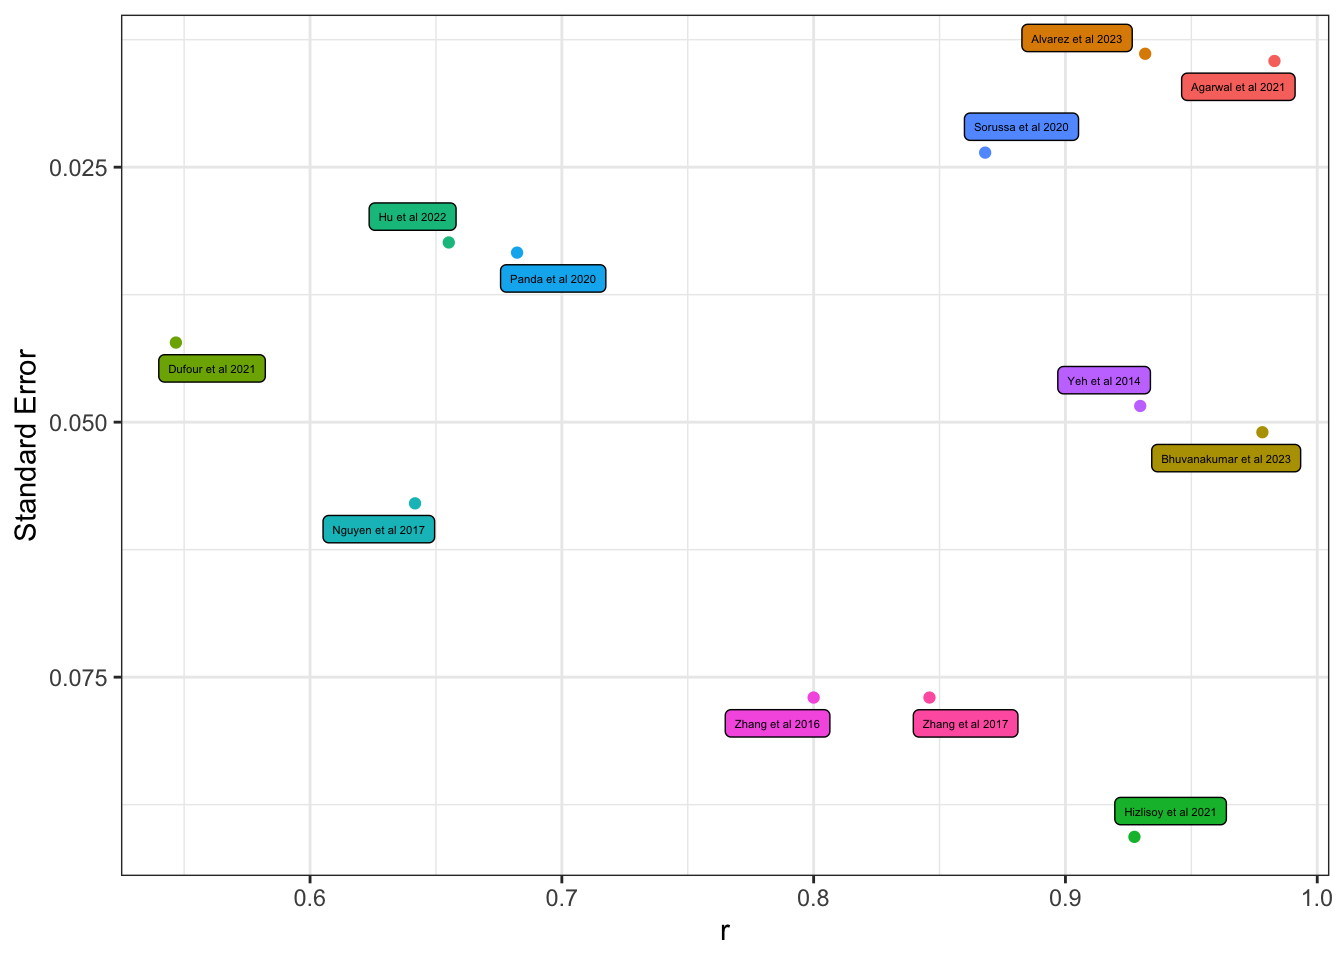 Alvarez et al 2023
Agarwal et al 2021
Sorussa et al 2020
0.025
Hu et al 2022
Panda et al 2020
Dufour et al 2021
Yeh et al 2014
0.050
Bhuvanakumar et al 2023
Nguyen et al 2017
Standard Error
0.075
Zhang et al 2016
Zhang et al 2017
Hizlisoy et al 2021
0.6
0.7
0.8
0.9
1.0
r